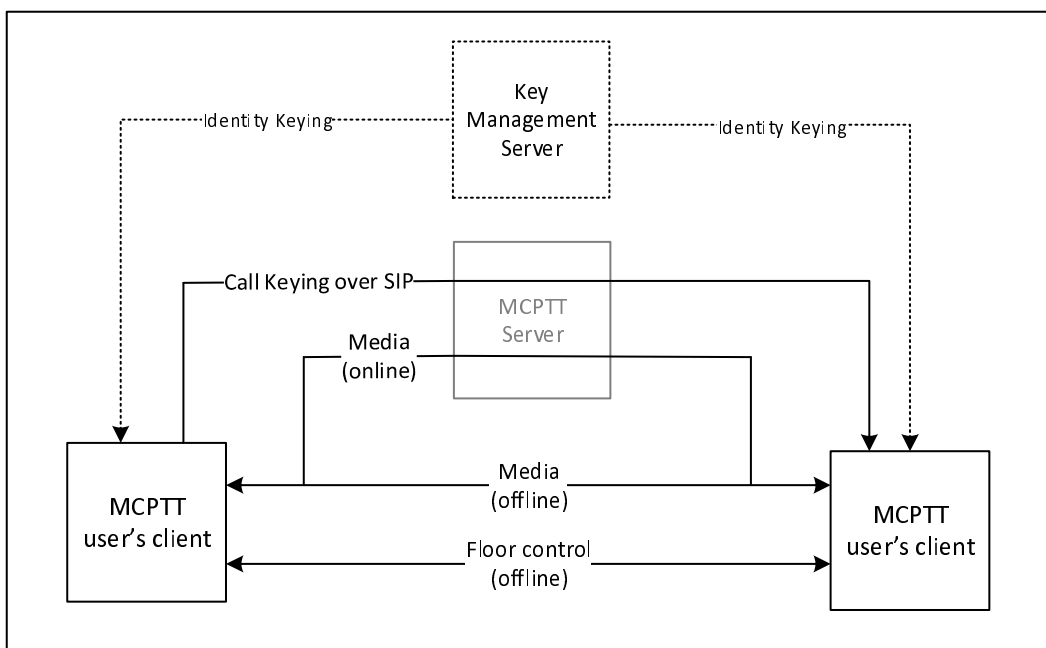 Key
Management
Server
Identity Keying
Identity Keying
Call Keying over SIP
MCPTT
Server
Media
(online)
Media
(offline)
MCPTT
user's client
MCPTT
user's client
Floor control
(offline)